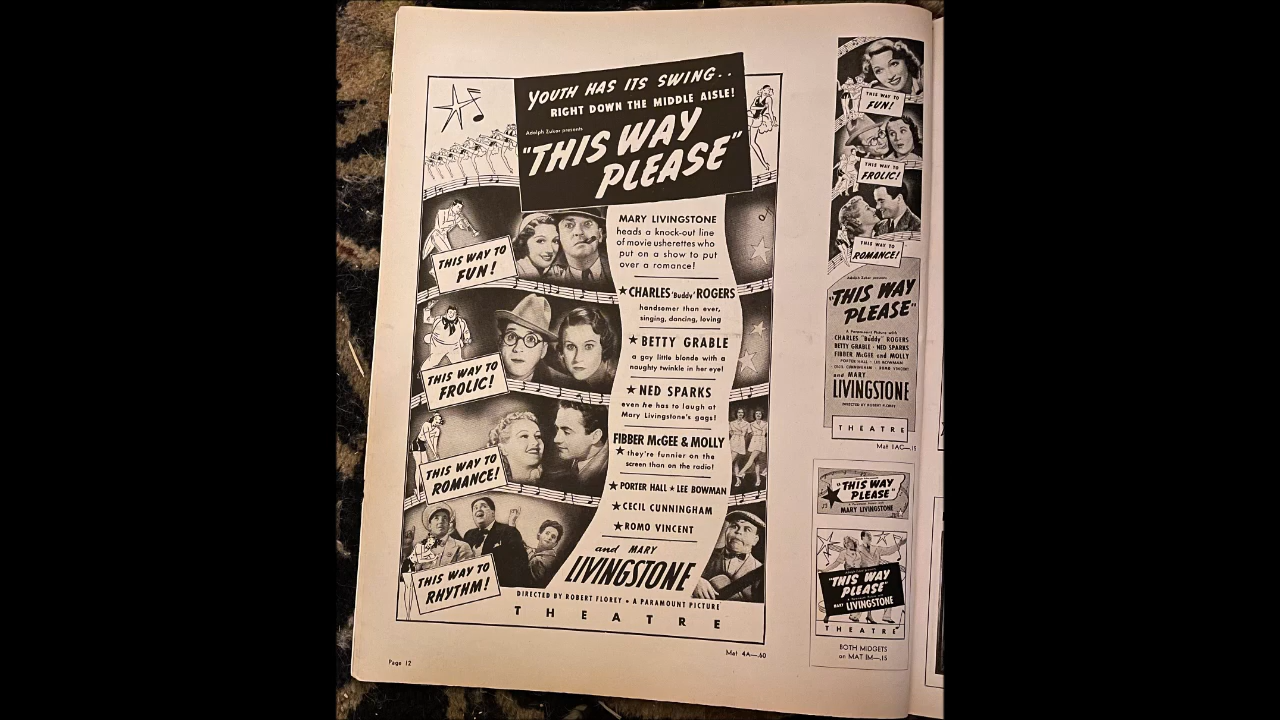 YOUTH HAS ITS SWING..
RIGHT DOWN THE MIDDLE AISLE!
Adolph Zukor presents
"THIS WAY
PLEASE"
MARY LIVINGSTONE
heads a knock-out line
of movie usherettes who
put on a show to put
over a romance!
THIS WAY TO
FUN!
★ CHARLES "Buddy" ROGERS
handsomer than ever,
singing, dancing, loving
★ BETTY GRABLE
a gay little blonde with a
naughty twinkle in her eye!
THIS WAY TO
FROLIC!
★ NED SPARKS
even he has to laugh at
Mary Livingstone's gags!
FIBBER McGEE & MOLLY
★ they're funnier on the
screen than on the radio!
THIS WAY TO
ROMANCE!
★ PORTER HALL ★ LEE BOWMAN
★ CECIL CUNNINGHAM
★ ROMO VINCENT
and MARY
LIVINGSTONE
THIS WAY TO
RHYTHM!
DIRECTED BY ROBERT FLOREY • A PARAMOUNT PICTURE
THEATRE
Mat 4A—.60
Page 12
THIS WAY TO
FUN!
THIS WAY TO
FROLIC!
THIS WAY TO
ROMANCE!
Adolph Zukor presents
"THIS WAY
PLEASE"
A Paramount Picture with
CHARLES "Buddy" ROGERS
BETTY GRABLE · NED SPARKS
FIBBER McGEE and MOLLY
PORTER HALL · LEE BOWMAN
CECIL CUNNINGHAM · ROMO VINCENT
and MARY
LIVINGSTONE
DIRECTED BY ROBERT FLOREY
THEATRE
Mat 1AC—.15
"THIS WAY
PLEASE"
MARY LIVINGSTONE
"THIS WAY
PLEASE"
MARY LIVINGSTONE
THEATRE
BOTH MIDGETS
on MAT IM—.15